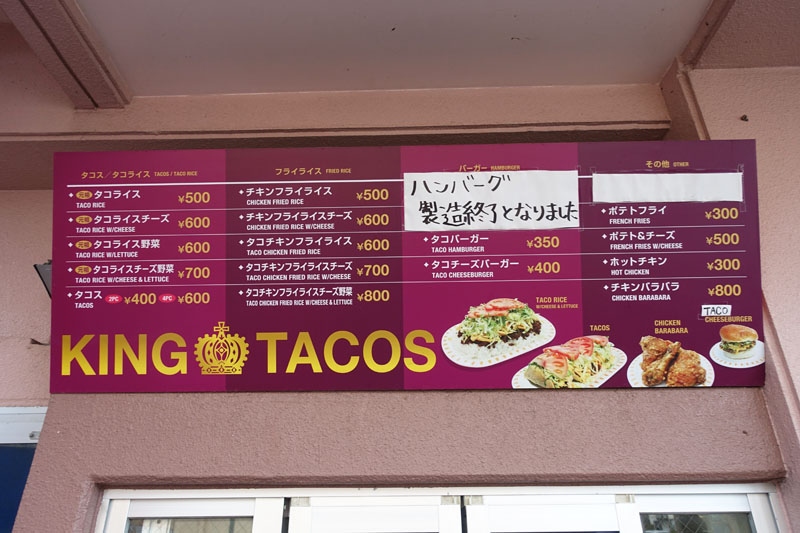 タコス／タコライス TACOS / TACO RICE
元祖 タコライス ¥500
TACO RICE
元祖 タコライスチーズ ¥600
TACO RICE W/CHEESE
元祖 タコライス野菜 ¥600
TACO RICE W/LETTUCE
元祖 タコライスチーズ野菜 ¥700
TACO RICE W/CHEESE & LETTUCE
タコス 2PC ¥400 4PC ¥600
TACOS
フライライス FRIED RICE
チキンフライライス ¥500
CHICKEN FRIED RICE
チキンフライライスチーズ ¥600
CHICKEN FRIED RICE W/CHEESE
タコチキンフライライス ¥600
TACO CHICKEN FRIED RICE
タコチキンフライライスチーズ ¥700
TACO CHICKEN FRIED RICE W/CHEESE
タコチキンフライライスチーズ野菜 ¥800
TACO CHICKEN FRIED RICE W/CHEESE & LETTUCE
バーガー HAMBURGER
ハンバーグ
製造終了となりました
タコバーガー ¥350
TACO HAMBURGER
タコチーズバーガー ¥400
TACO CHEESEBURGER
その他 OTHER
ポテトフライ ¥300
FRENCH FRIES
ポテト&チーズ ¥500
FRENCH FRIES W/CHEESE
ホットチキン ¥300
HOT CHICKEN
チキンバラバラ ¥800
CHICKEN BARABARA
KING TACOS
TACO RICE
W/CHEESE & LETTUCE
TACOS
CHICKEN
BARABARA
TACO
CHEESEBURGER